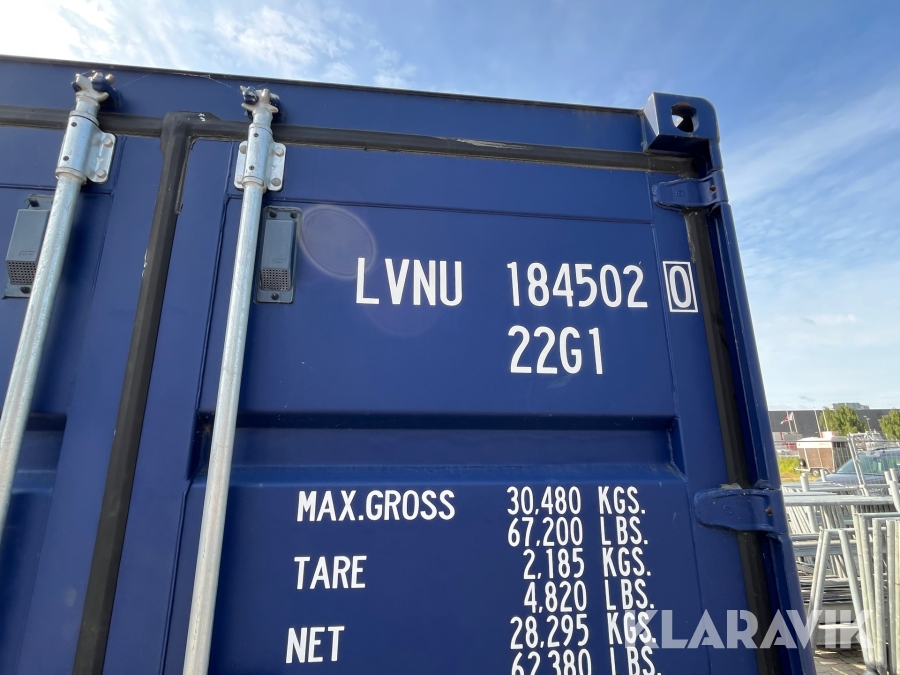 LVNU 184502 0
22G1
MAX.GROSS 30,480 KGS.
67,200 LBS.
TARE 2,185 KGS.
4,820 LBS.
NET 28,295 KGS.
62,380 LBS.
KLARAVIK